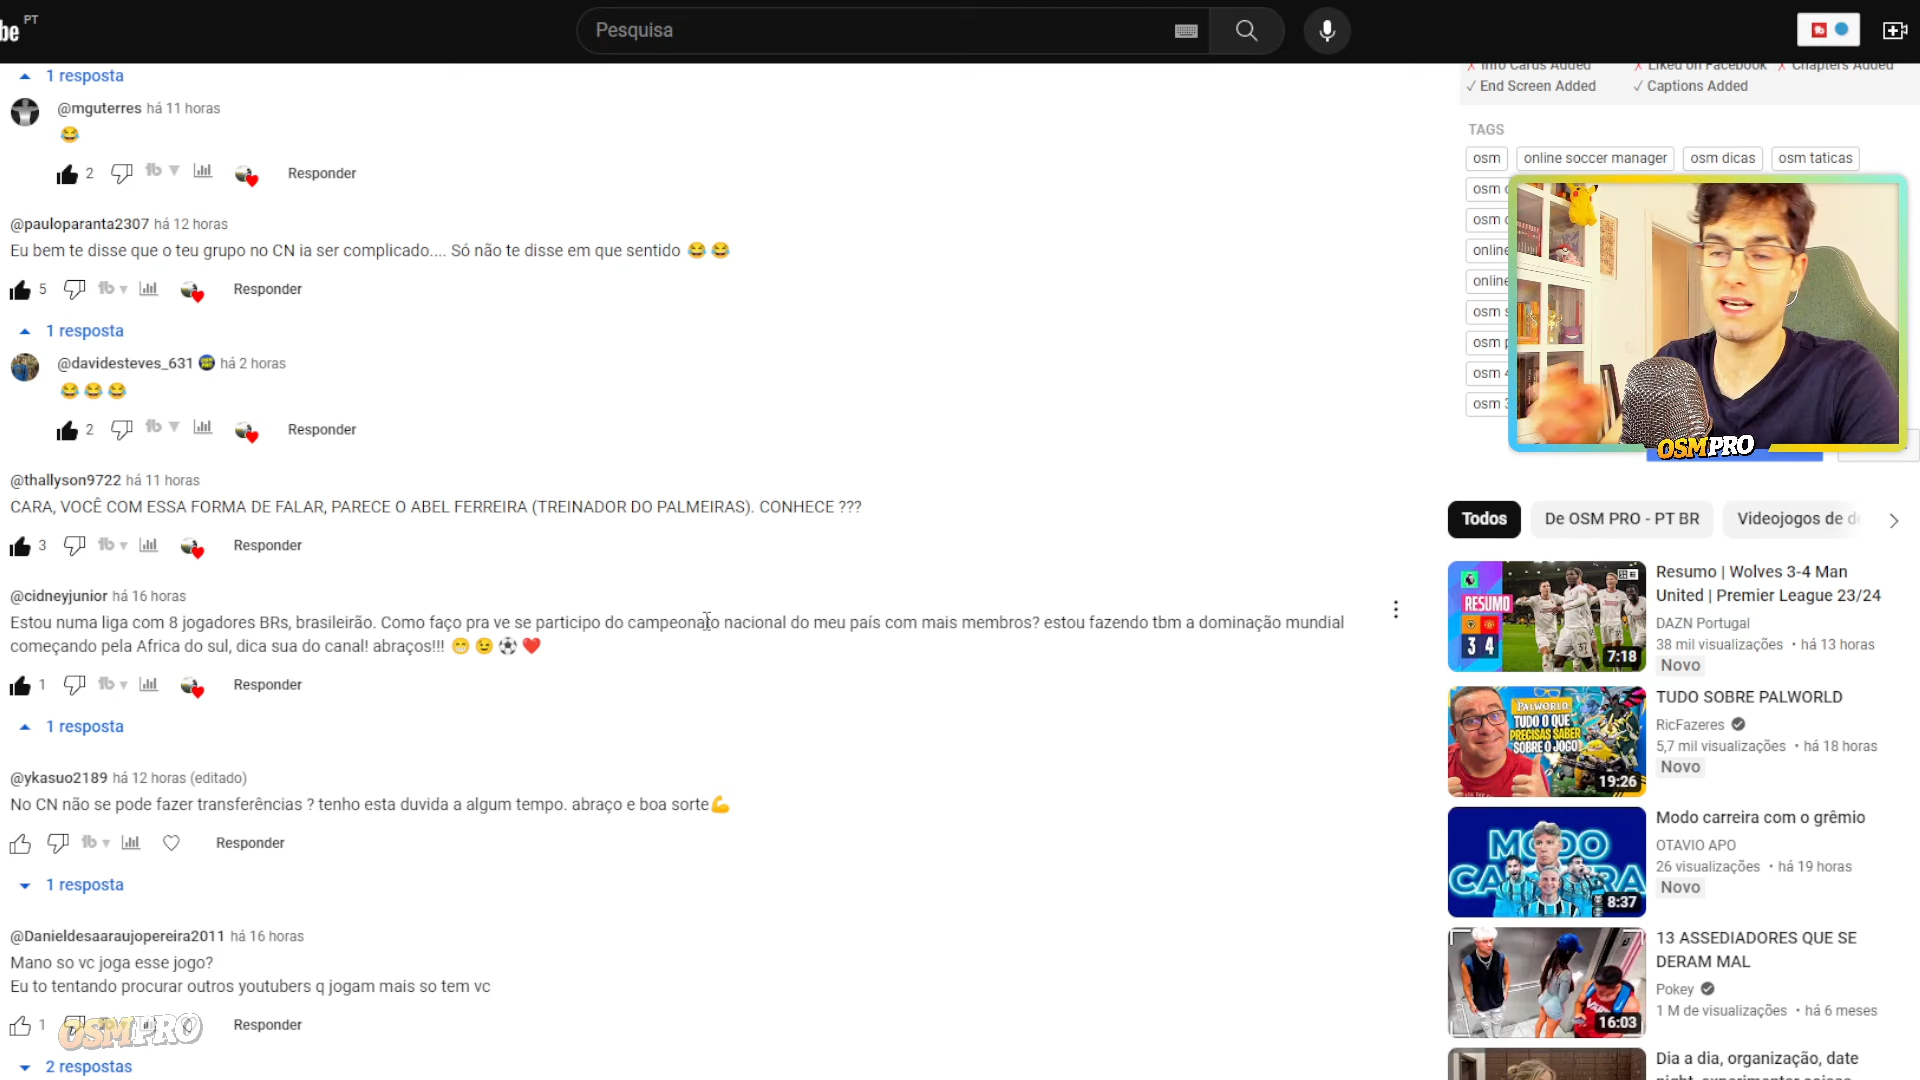 be PT
Pesquisa
1 resposta
@mguterres há 11 horas
2
Responder
@pauloparanta2307 há 12 horas
Eu bem te disse que o teu grupo no CN ia ser complicado.... Só não te disse em que sentido 😂 😂
5
Responder
1 resposta
@davidesteves_631 há 2 horas
2
Responder
@thallyson9722 há 11 horas
CARA, VOCÊ COM ESSA FORMA DE FALAR, PARECE O ABEL FERREIRA (TREINADOR DO PALMEIRAS). CONHECE ???
3
Responder
@cidneyjunior há 16 horas
Estou numa liga com 8 jogadores BRs, brasileirão. Como faço pra ve se participo do campeonato nacional do meu país com mais membros? estou fazendo tbm a dominação mundial
começando pela Africa do sul, dica sua do canal! abraços!!! 😁 😉 ⚽ ❤️
1
Responder
1 resposta
@ykasuo2189 há 12 horas (editado)
No CN não se pode fazer transferências ? tenho esta duvida a algum tempo. abraço e boa sorte💪
Responder
1 resposta
@Danieldesaaraujopereira2011 há 16 horas
Mano so vc joga esse jogo?
Eu to tentando procurar outros youtubers q jogam mais so tem vc
1
OSMPRO
Responder
2 respostas
Info Cards Added Liked on Facebook Chapters Added
End Screen Added Captions Added
TAGS
osm online soccer manager osm dicas osm taticas
osm
osm
online
online
osm
osm
osm
osm
OSMPRO
Todos De OSM PRO - PT BR Videojogos de
RESUMO
3 4
7:18
Resumo | Wolves 3-4 Man
United | Premier League 23/24
DAZN Portugal
38 mil visualizações • há 13 horas
Novo
PALWORLD
TUDO O QUE
PRECISAS SABER
SOBRE O JOGO
19:26
TUDO SOBRE PALWORLD
RicFazeres
5,7 mil visualizações • há 18 horas
Novo
MODO
CARREIRA
8:37
Modo carreira com o grêmio
OTAVIO APO
26 visualizações • há 19 horas
Novo
16:03
13 ASSEDIADORES QUE SE
DERAM MAL
Pokey
1 M de visualizações • há 6 meses
Dia a dia, organização, date